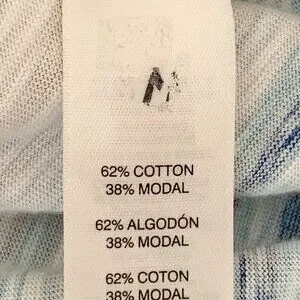 M
62% COTTON
38% MODAL
62% ALGODÓN
38% MODAL
62% COTON
38% MODAL